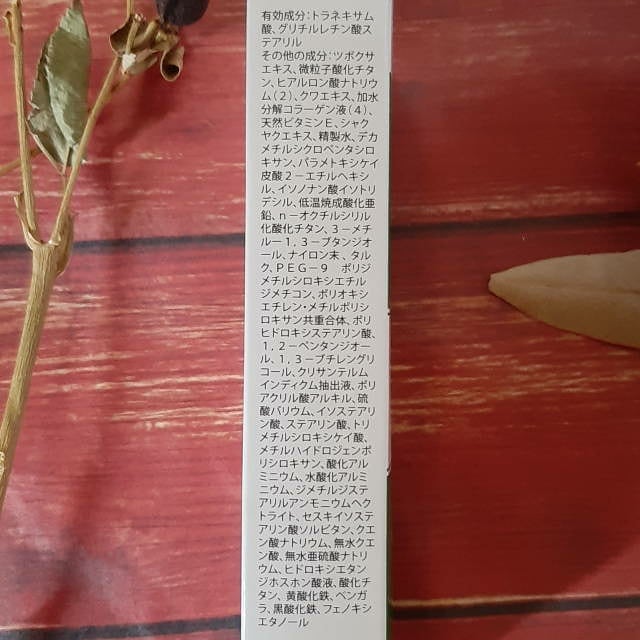 有効成分：トラネキサム
酸、グリチルレチン酸ス
テアリル
その他の成分：ツボクサ
エキス、微粒子酸化チタ
ン、ヒアルロン酸ナトリウ
ム（２）、クワエキス、加水
分解コラーゲン液（４）、
天然ビタミンＥ、シャク
ヤクエキス、精製水、デカ
メチルシクロペンタシロ
キサン、パラメトキシケイ
皮酸２－エチルヘキシ
ル、イソノナン酸イソトリ
デシル、低温焼成酸化亜
鉛、ｎ－オクチルシリル
化酸化チタン、３－メチ
ル－１，３－ブタンジオ
ール、ナイロン末、タル
ク、ＰＥＧ－９　ポリジ
メチルシロキシエチル
ジメチコン、ポリオキシ
エチレン・メチルポリシ
ロキサン共重合体、ポリ
ヒドロキシステアリン酸、
１，２－ペンタンジオー
ル、１，３－ブチレングリ
コール、クリサンテルム
インディクム抽出液、ポリ
アクリル酸アルキル、硫
酸バリウム、イソステアリ
ン酸、ステアリン酸、トリ
メチルシロキシケイ酸、
メチルハイドロジェンポ
リシロキサン、酸化アル
ミニウム、水酸化アルミ
ニウム、ジメチルジステ
アリルアンモニウムヘクト
ライト、セスキイソステ
アリン酸ソルビタン、クエ
ン酸ナトリウム、無水クエ
ン酸、無水亜硫酸ナトリ
ウム、ヒドロキシエタン
ジホスホン酸液、酸化チ
タン、黄酸化鉄、ベンガ
ラ、黒酸化鉄、フェノキシ
エタノール